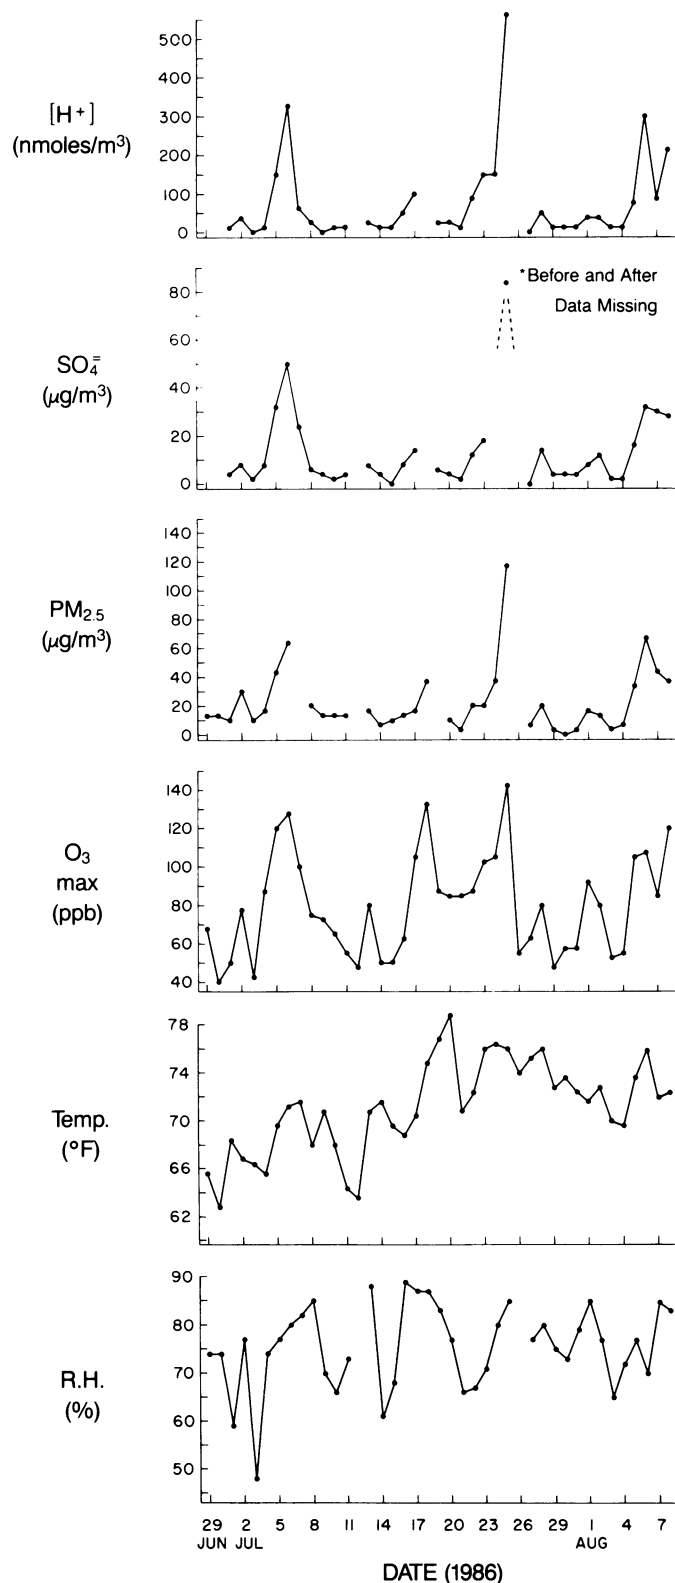 500
400
300
200
100
0
[H+]
(nmoles/m³)
80
60
40
20
0
SO₄⁼
(µg/m³)
*Before and After
Data Missing
140
120
100
80
60
40
20
0
PM₂.₅
(µg/m³)
140
120
100
80
60
40
O₃
max
(ppb)
78
74
70
66
62
Temp.
(°F)
90
80
70
60
50
R.H.
(%)
29 2 5 8 11 14 17 20 23 26 29 1 4 7
JUN JUL AUG
DATE (1986)